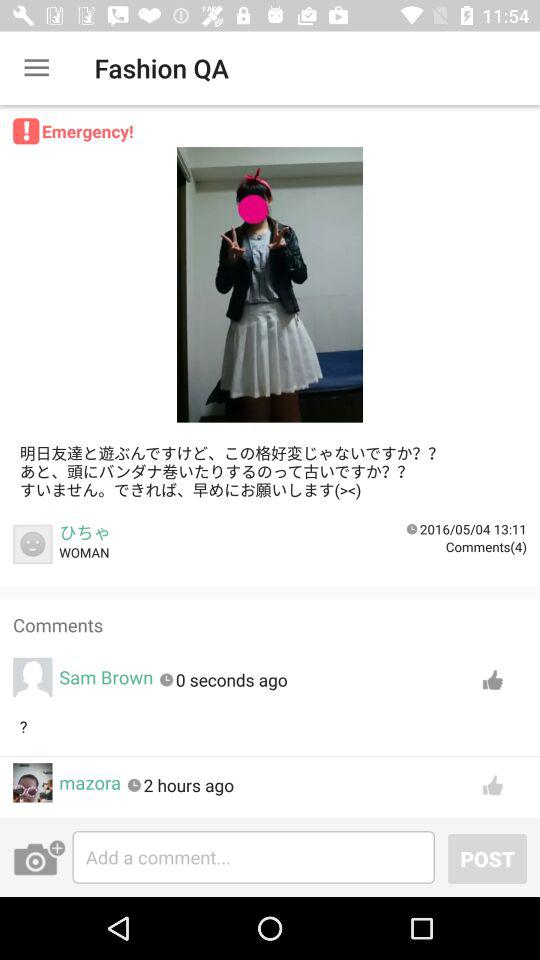 11:54
Fashion QA
Emergency!
明日友達と遊ぶんですけど、この格好変じゃないですか？？
あと、頭にバンダナ巻いたりするのって古いですか？？
すいません。できれば、早めにお願いします(><)
ひちゃ
WOMAN
2016/05/04 13:11
Comments(4)
Comments
Sam Brown 0 seconds ago
?
mazora 2 hours ago
Add a comment...
POST